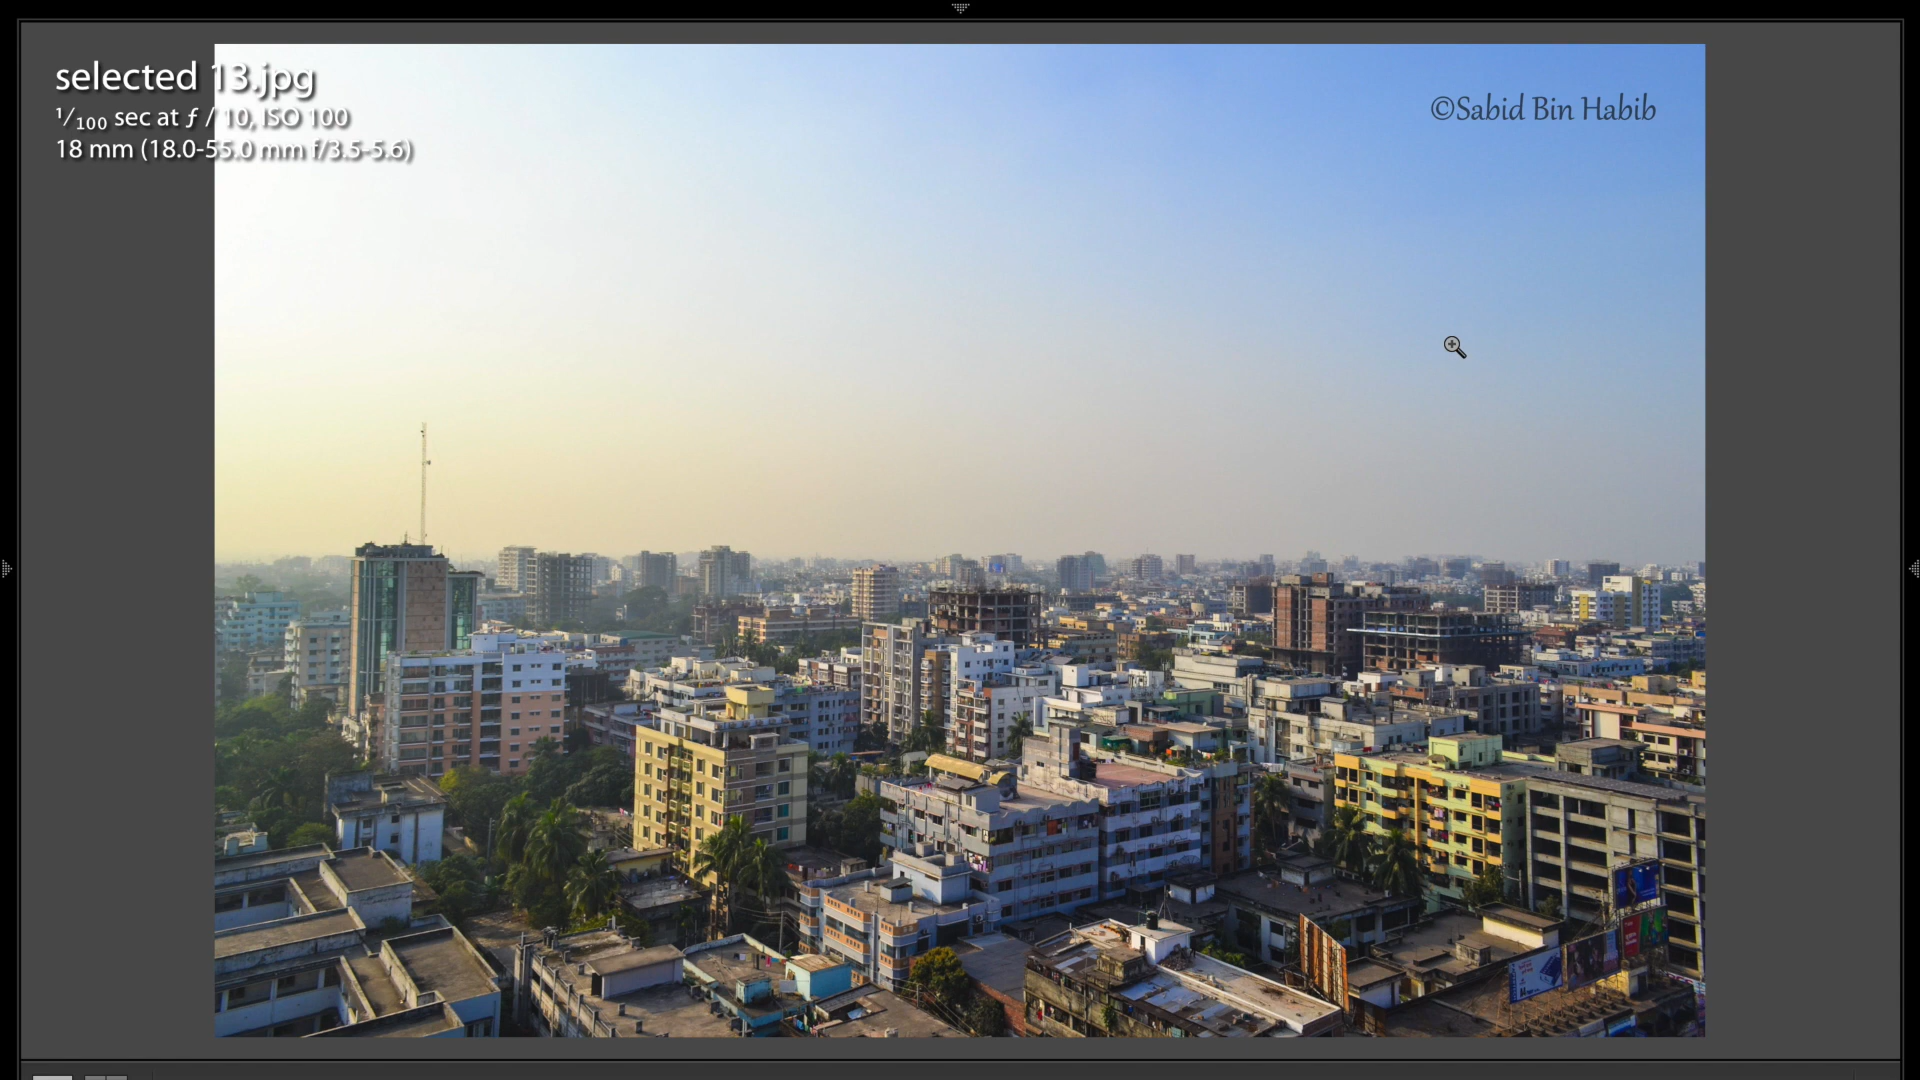 selected 13.jpg
1/100 sec at ƒ / 10, ISO 100
18 mm (18.0-55.0 mm f/3.5-5.6)
©Sabid Bin Habib